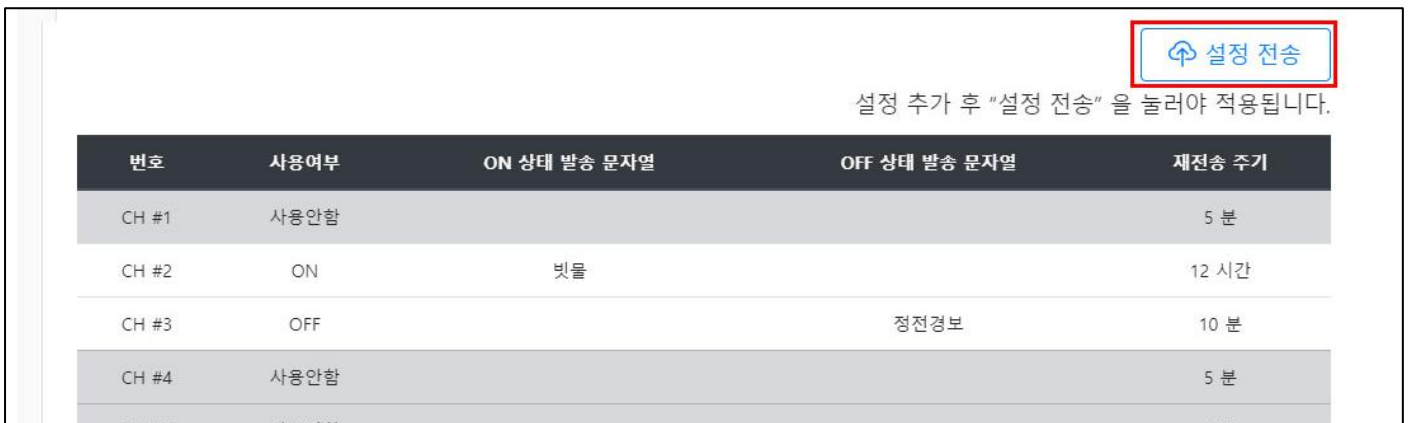 설정 전송
설정 추가 후 "설정 전송" 을 눌러야 적용됩니다.
번호 사용여부 ON 상태 발송 문자열 OFF 상태 발송 문자열 재전송 주기
CH #1 사용안함 5 분
CH #2 ON 빗물 12 시간
CH #3 OFF 정전경보 10 분
CH #4 사용안함 5 분